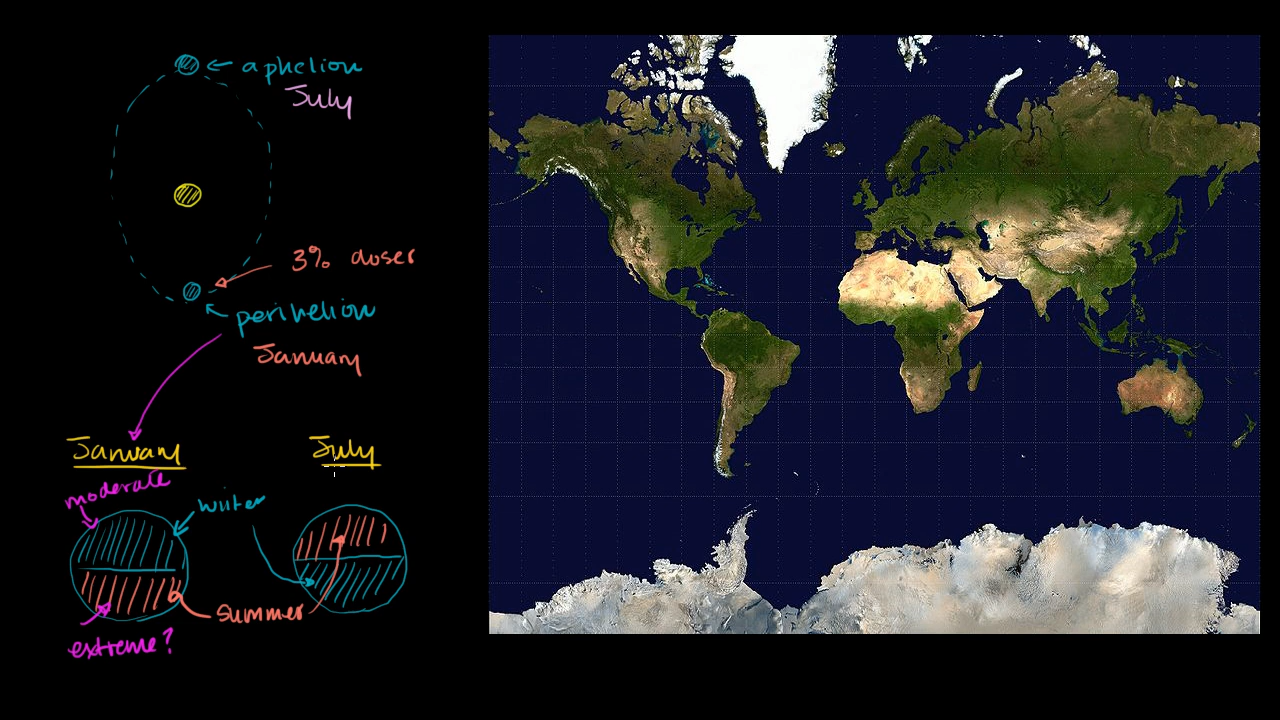 aphelion
July
3% closer
perihelion
January
January
July
moderate
winter
summer
extreme?